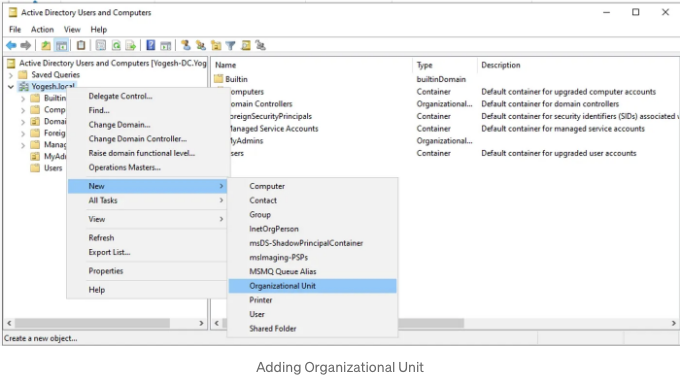 Active Directory Users and Computers
File Action View Help
Active Directory Users and Computers [Yogesh-DC.Yog
Saved Queries
Yogesh.local
Builtin
Comp
Domai
Foreig
Manag
MyAd
Users
Name Type Description
Builtin builtinDomain
omputers Container Default container for upgraded computer accounts
omain Controllers Organizational... Default container for domain controllers
oreignSecurityPrincipals Container Default container for security identifiers (SIDs) associated v
anaged Service Accounts Container Default container for managed service accounts
yAdmins Organizational...
sers Container Default container for upgraded user accounts
Delegate Control...
Find...
Change Domain...
Change Domain Controller...
Raise domain functional level...
Operations Masters...
New
All Tasks
View
Refresh
Export List...
Properties
Help
Computer
Contact
Group
InetOrgPerson
msDS-ShadowPrincipalContainer
msImaging-PSPs
MSMQ Queue Alias
Organizational Unit
Printer
User
Shared Folder
Create a new object...
Adding Organizational Unit